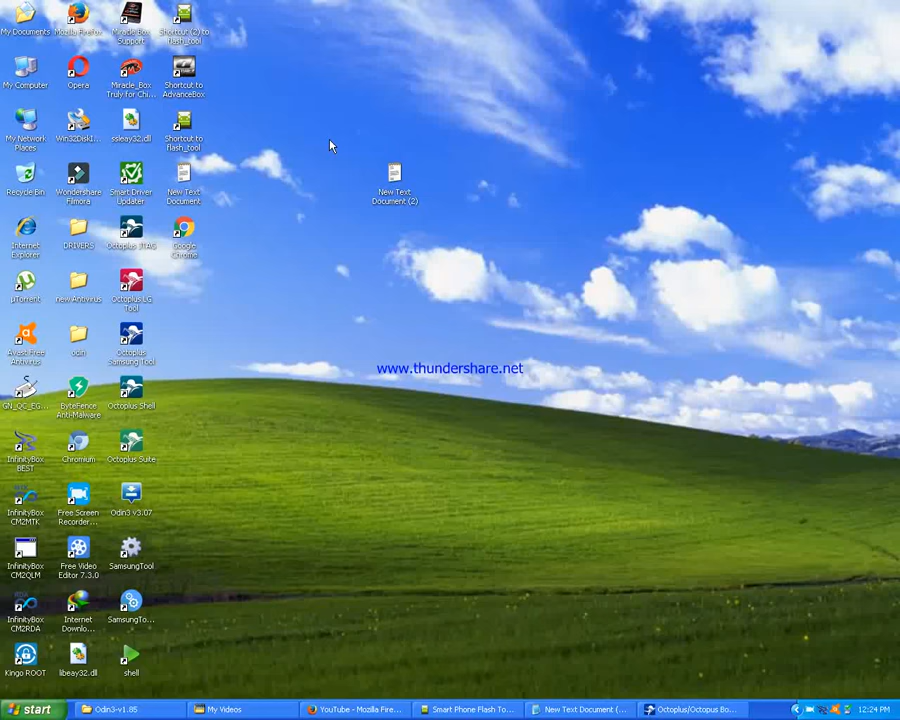 My Documents
Mozilla Firefox
Miracle Box
Support
Shortcut (2) to
flash_tool
My Computer
Opera
Miracle_Box
Truly for Chi...
Shortcut to
AdvanceBox
My Network
Places
Win32DiskI...
ssleay32.dll
Shortcut to
flash_tool
Recycle Bin
Wondershare
Filmora
Smart Driver
Updater
New Text
Document
New Text
Document (2)
Internet
Explorer
DRIVERS
Octoplus JTAG
Google
Chrome
µTorrent
new Antivirus
Octoplus LG
Tool
Avast Free
Antivirus
odin
Octoplus
Samsung Tool
www.thundershare.net
GN_QC_EG...
ByteFence
Anti-Malware
Octoplus Shell
InfinityBox
BEST
Chromium
Octoplus Suite
InfinityBox
CM2MTK
Free Screen
Recorder...
Odin3 v3.07
InfinityBox
CM2QLM
Free Video
Editor 7.3.0
SamsungTool
InfinityBox
CM2RDA
Internet
Downlo...
SamsungTo...
Kingo ROOT
libeay32.dll
shell
start
Odin3-v1.85
My Videos
YouTube - Mozilla Fire...
Smart Phone Flash To...
New Text Document (...
Octoplus/Octopus Bo...
12:24 PM